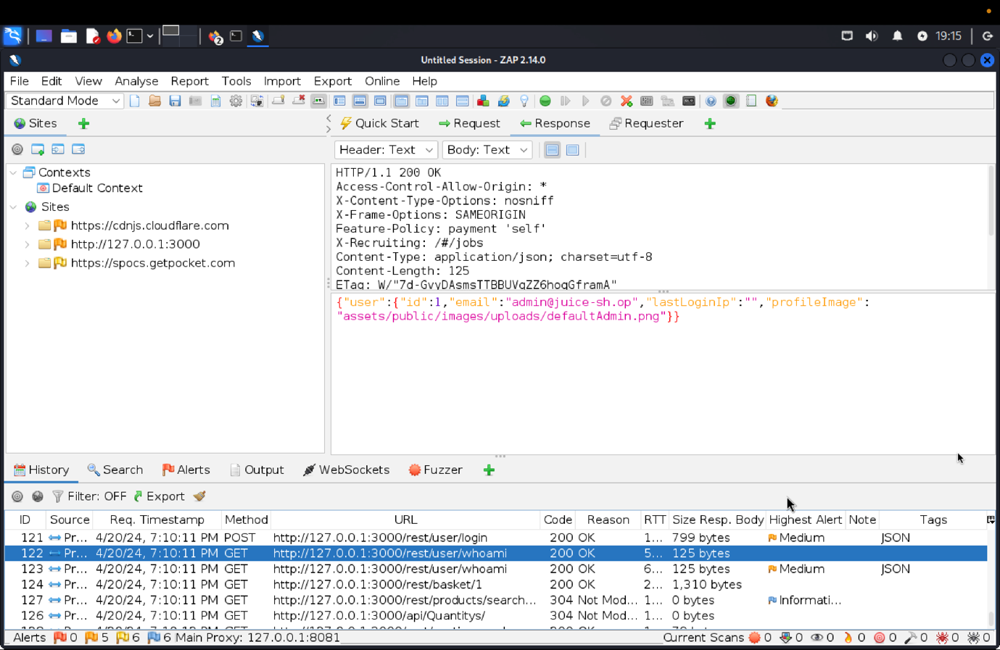 2
19:15
Untitled Session - ZAP 2.14.0
File Edit View Analyse Report Tools Import Export Online Help
Standard Mode
Sites
Quick Start Request Response Requester
Header: Text Body: Text
Contexts
Default Context
Sites
https://cdnjs.cloudflare.com
http://127.0.0.1:3000
https://spocs.getpocket.com
HTTP/1.1 200 OK
Access-Control-Allow-Origin: *
X-Content-Type-Options: nosniff
X-Frame-Options: SAMEORIGIN
Feature-Policy: payment 'self'
X-Recruiting: /#/jobs
Content-Type: application/json; charset=utf-8
Content-Length: 125
ETag: W/"7d-GvyDAsmsTTBBUVqZZ6hoqGframA"
{"user":{"id":1,"email":"admin@juice-sh.op","lastLoginIp":"","profileImage":
"assets/public/images/uploads/defaultAdmin.png"}}
History Search Alerts Output WebSockets Fuzzer
Filter: OFF Export
ID Source Req. Timestamp Method URL Code Reason RTT Size Resp. Body Highest Alert Note Tags
121 Pr... 4/20/24, 7:10:11 PM POST http://127.0.0.1:3000/rest/user/login 200 OK 1... 799 bytes Medium JSON
122 Pr... 4/20/24, 7:10:11 PM GET http://127.0.0.1:3000/rest/user/whoami 200 OK 5... 125 bytes
123 Pr... 4/20/24, 7:10:11 PM GET http://127.0.0.1:3000/rest/user/whoami 200 OK 6... 125 bytes Medium JSON
124 Pr... 4/20/24, 7:10:11 PM GET http://127.0.0.1:3000/rest/basket/1 200 OK 2... 1,310 bytes
127 Pr... 4/20/24, 7:10:11 PM GET http://127.0.0.1:3000/rest/products/search... 304 Not Mod... 1... 0 bytes Informati...
126 Pr... 4/20/24, 7:10:11 PM GET http://127.0.0.1:3000/api/Quantitys/ 304 Not Mod... 1... 0 bytes
Alerts 0 5 6 6 Main Proxy: 127.0.0.1:8081 Current Scans 0 0 0 0 0 0 0 0